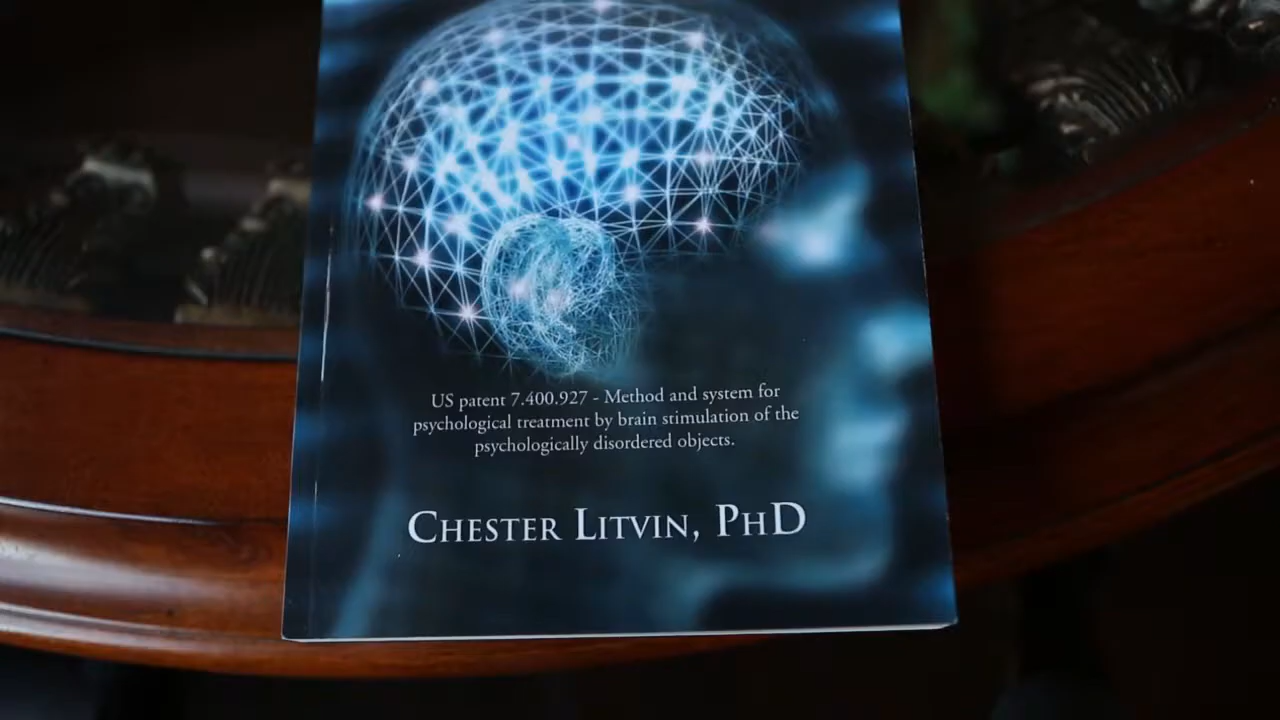 US patent 7.400.927 - Method and system for
psychological treatment by brain stimulation of the
psychologically disordered objects.
CHESTER LITVIN, PHD